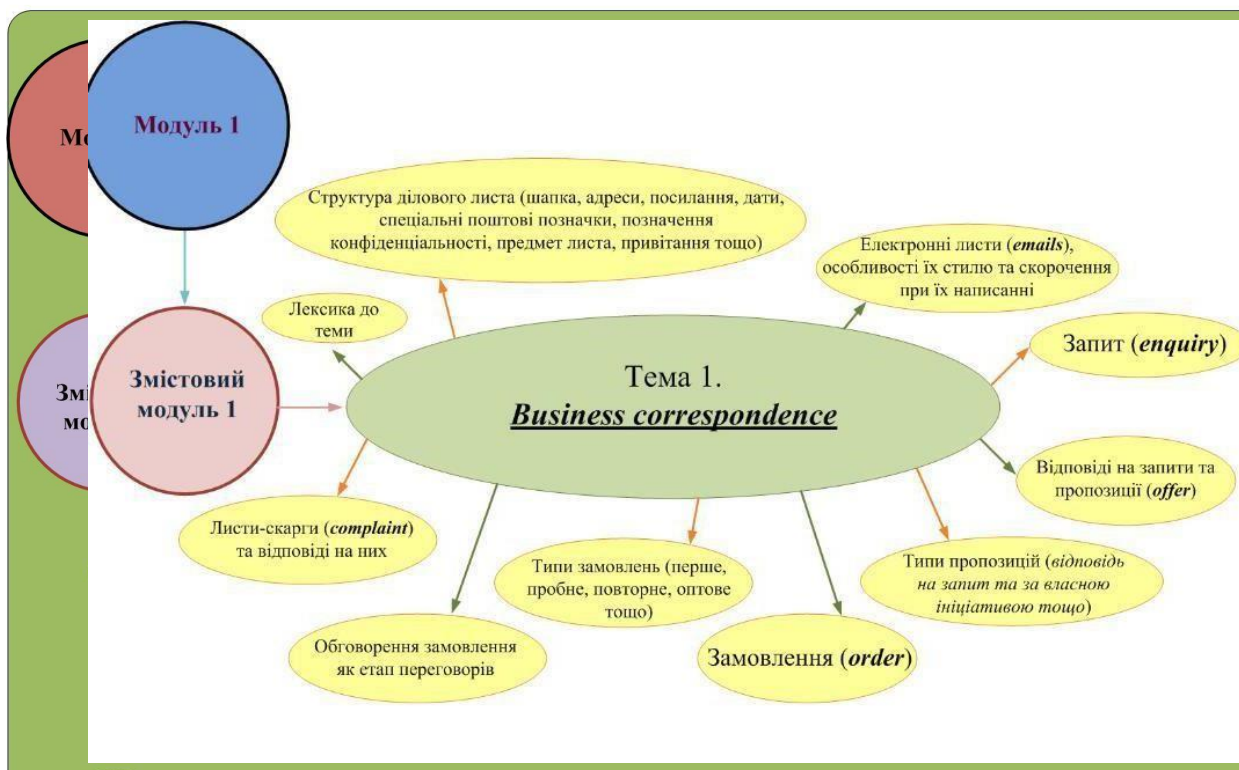 Модуль 1
Структура ділового листа (шапка, адреси, посилання, дати,
спеціальні поштові позначки, позначення
конфіденціальності, предмет листа, привітання тощо)
Електронні листи (emails),
особливості їх стилю та скорочення
при їх написанні
Лексика до
теми
Запит (enquiry)
Змістовий
модуль 1
Тема 1.
Business correspondence
Відповіді на запити та
пропозиції (offer)
Листи-скарги (complaint)
та відповіді на них
Типи замовлень (перше,
пробне, повторне, оптове
тощо)
Типи пропозицій (відповідь
на запит та за власною
ініціативою тощо)
Обговорення замовлення
як етап переговорів
Замовлення (order)